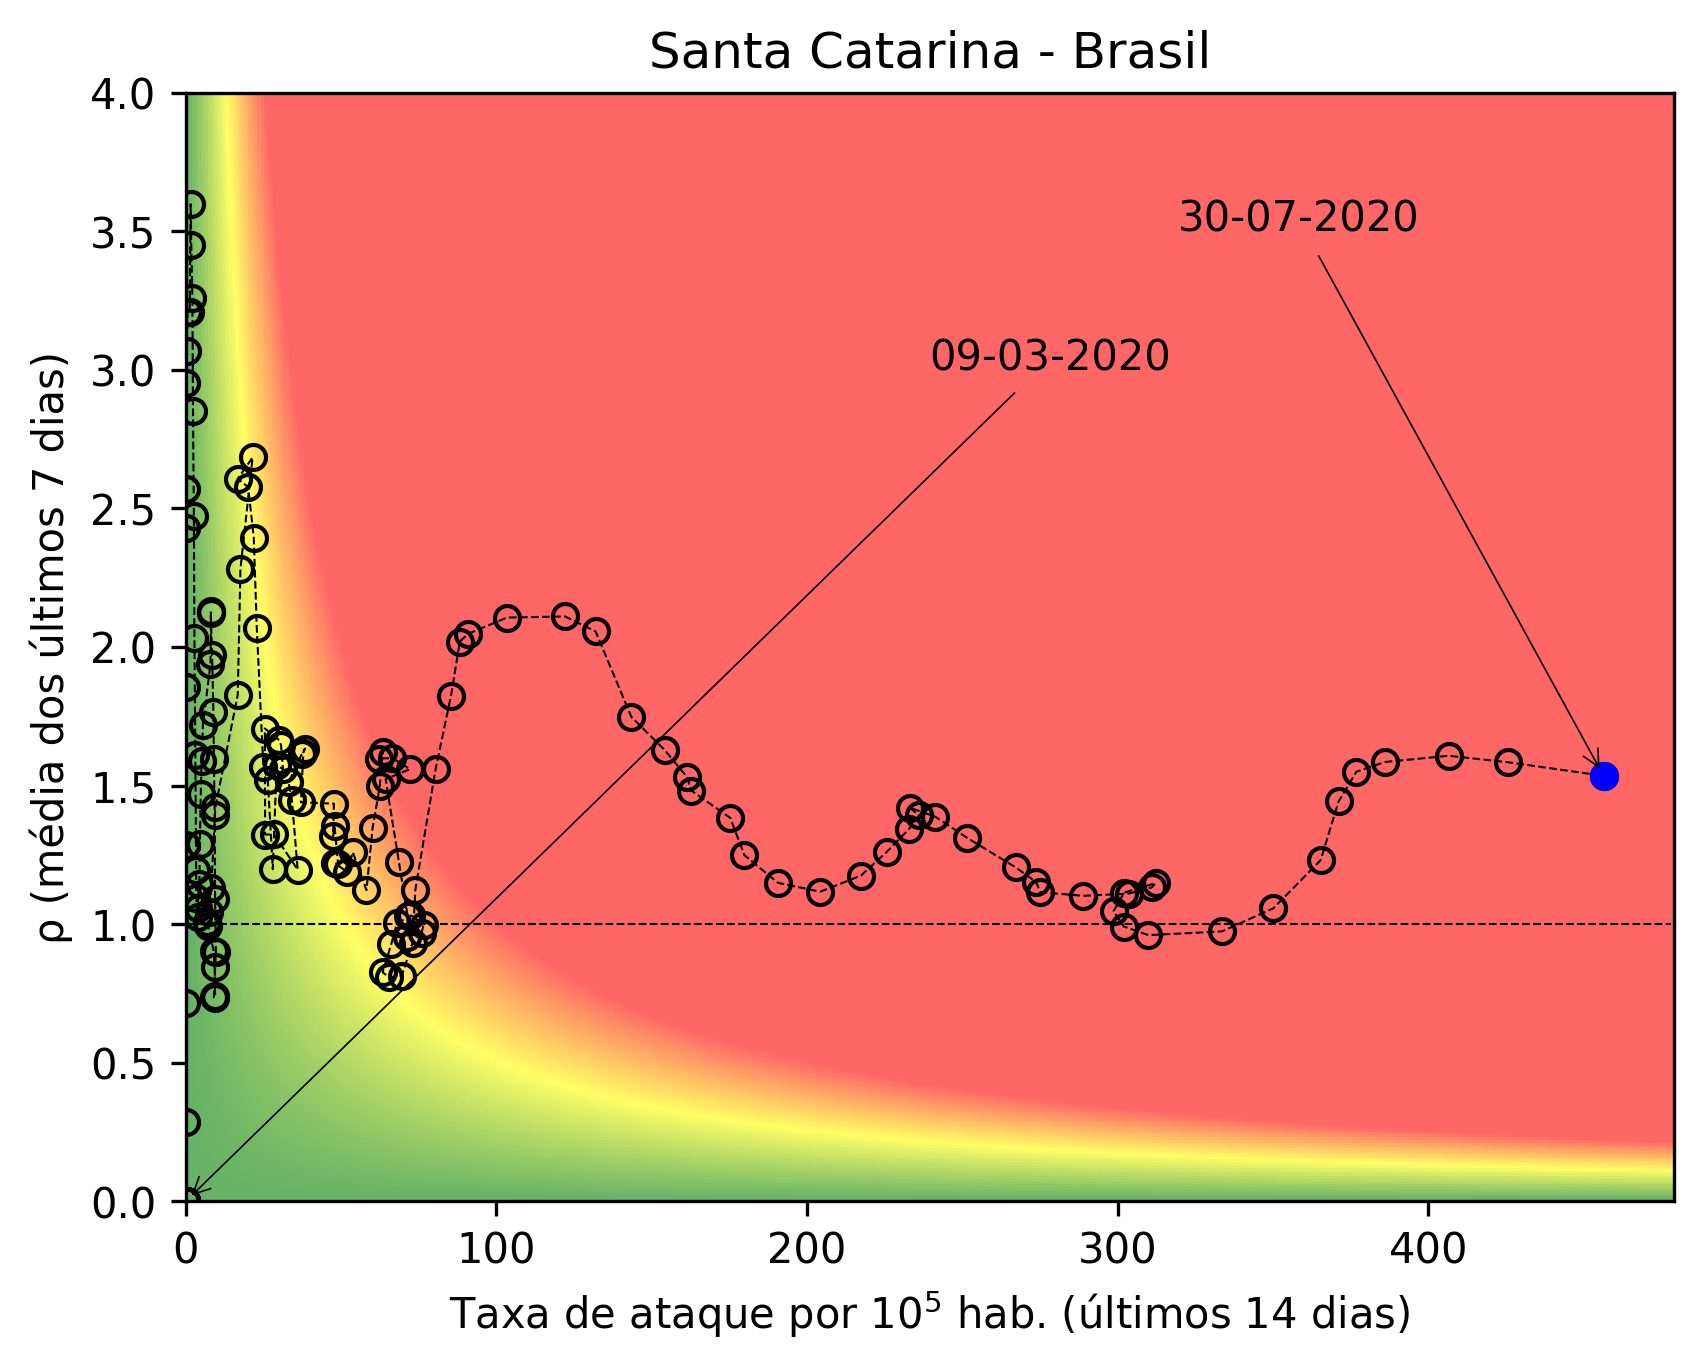 Santa Catarina - Brasil
4.0
3.5
3.0
2.5
2.0
1.5
1.0
0.5
0.0
ρ (média dos últimos 7 dias)
30-07-2020
09-03-2020
0 100 200 300 400
Taxa de ataque por 10⁵ hab. (últimos 14 dias)